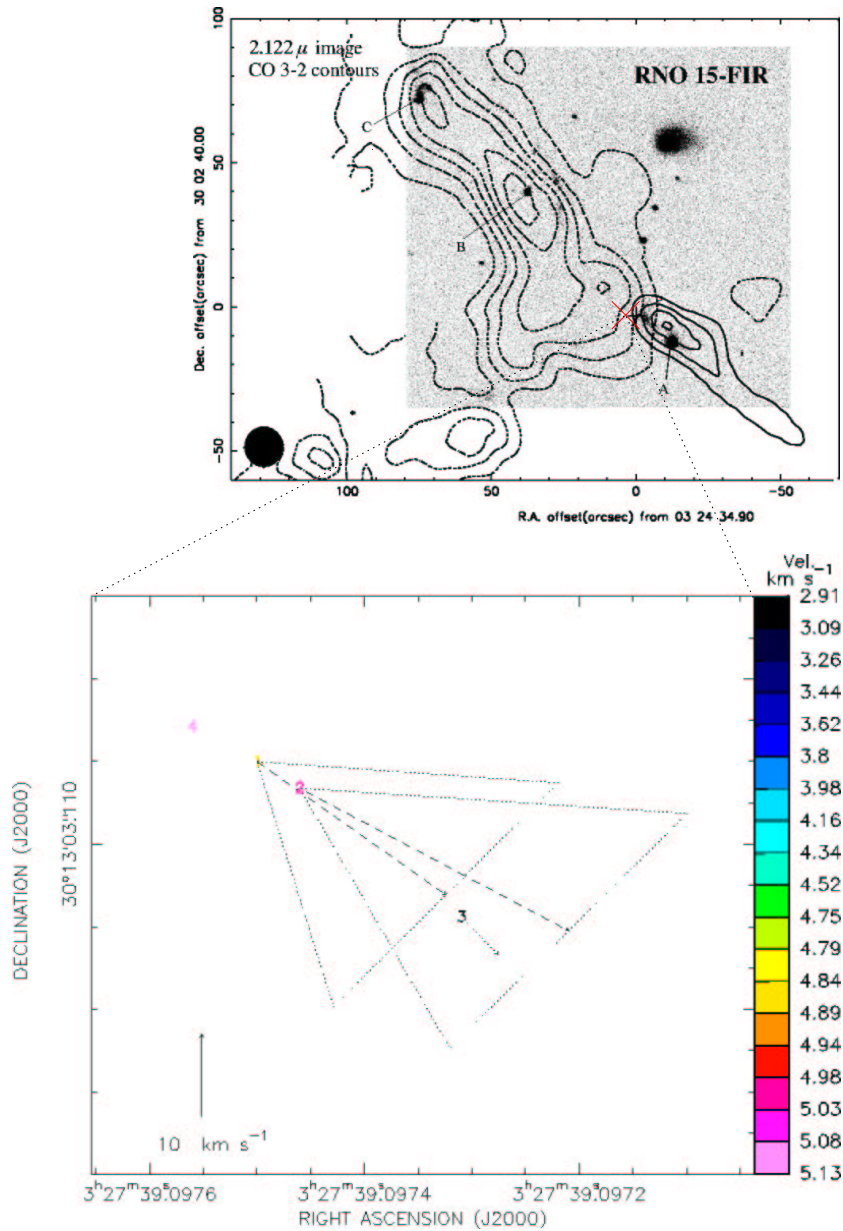 100
2.122 μ image
CO 3-2 contours
RNO 15-FIR
C
50
B
0
A
-50
Dec. offset(arcsec) from 30 02 40.00
100 50 0 -50
R.A. offset(arcsec) from 03 24 34.90
Vel.
km s⁻¹
2.91
3.09
3.26
3.44
3.62
3.8
3.98
4.16
4.34
4.52
4.75
4.79
4.84
4.89
4.94
4.98
5.03
5.08
5.13
4
1
2
3
DECLINATION (J2000)
30°13'03."110
10 km s⁻¹
3ʰ27ᵐ39.ˢ0976 3ʰ27ᵐ39.ˢ0974 3ʰ27ᵐ39.ˢ0972
RIGHT ASCENSION (J2000)